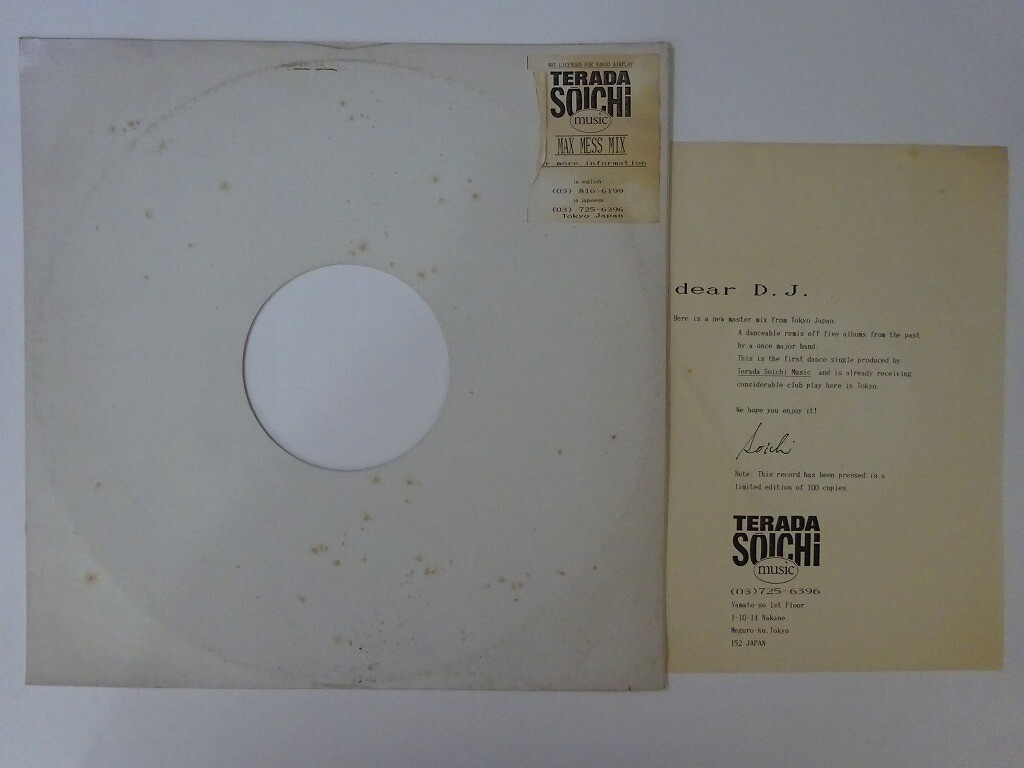 NOT LICENSED FOR RADIO AIRPLAY
TERADA
SOICHi
music
MAX MESS MIX
or more information
in english:
(03) 816-6199
in japanese
(03) 725-6396
Tokyo Japan
dear D.J.
Here is a new master mix from Tokyo Japan.
A danceable remix off five albums from the past
by a once major band.
This is the first dance single produced by
Terada Soichi Music and is already receiving
considerable club play here in Tokyo.
We hope you enjoy it!
Soichi
Note: This record has been pressed in a
limited edition of 100 copies.
TERADA
SOICHi
music
(03)725-6396
Yamato-so 1st Floor
1-10-14 Nakane
Meguro-ku.Tokyo
152 JAPAN